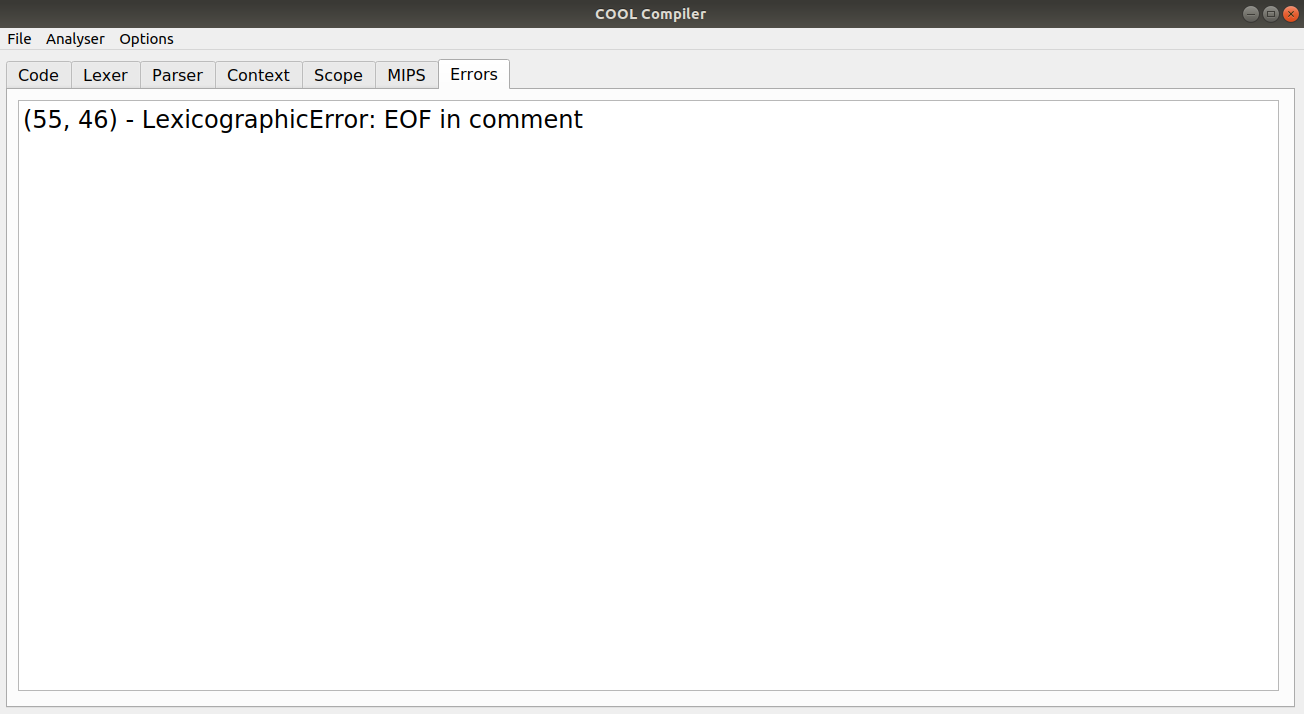 COOL Compiler
File Analyser Options
Code Lexer Parser Context Scope MIPS Errors
(55, 46) - LexicographicError: EOF in comment